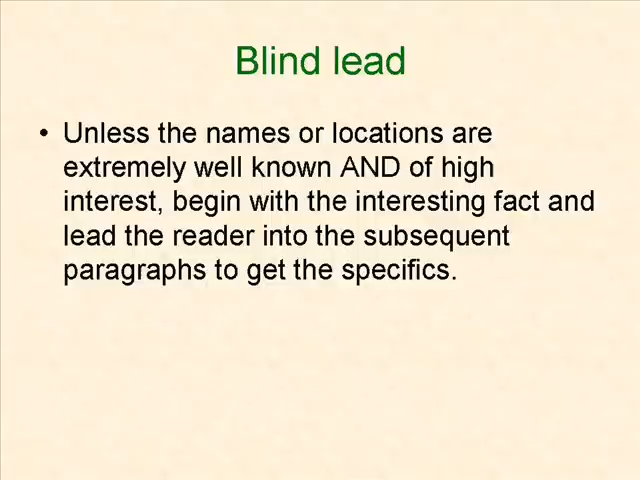 Blind lead
• Unless the names or locations are
extremely well known AND of high
interest, begin with the interesting fact and
lead the reader into the subsequent
paragraphs to get the specifics.